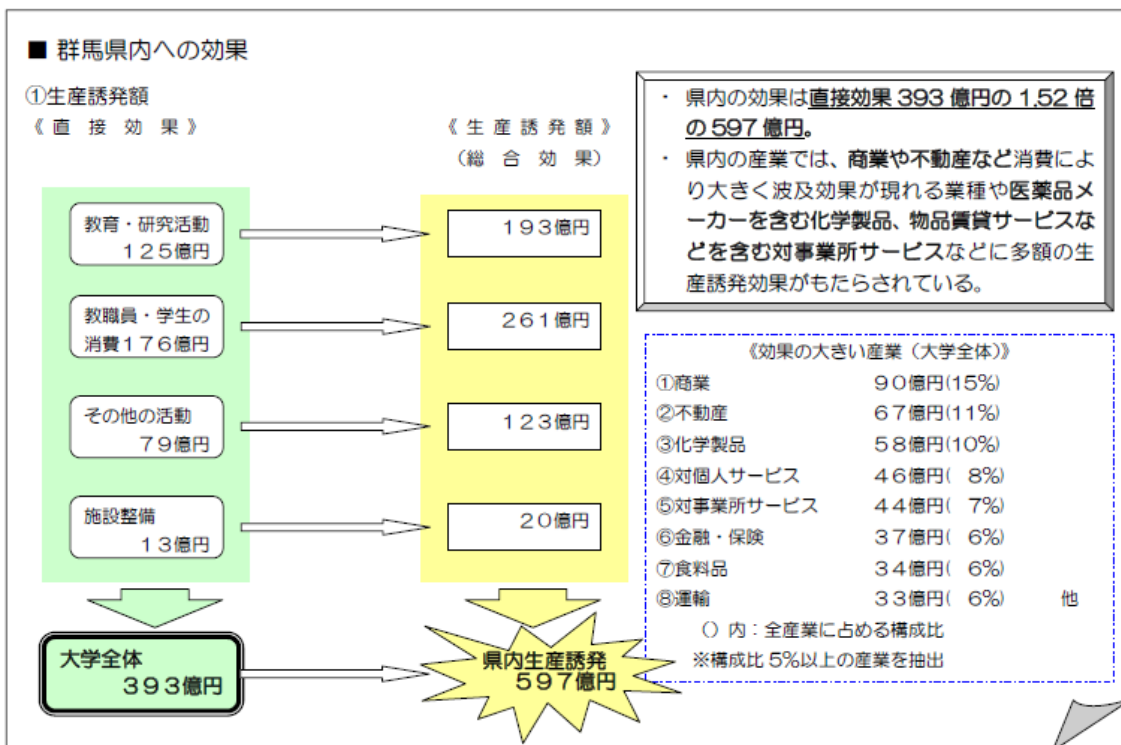 ■ 群馬県内への効果
①生産誘発額
《 直 接 効 果 》
《 生 産 誘 発 額 》
（総 合 効 果）
教育・研究活動
１２５億円
１９３億円
教職員・学生の
消費１７６億円
２６１億円
その他の活動
７９億円
１２３億円
施設整備
１３億円
２０億円
大学全体
３９３億円
県内生産誘発
５９７億円
・ 県内の効果は直接効果 393 億円の 1.52 倍
の 597 億円。
・ 県内の産業では、商業や不動産など消費によ
り大きく波及効果が現れる業種や医薬品メ
ーカーを含む化学製品、物品賃貸サービスな
どを含む対事業所サービスなどに多額の生
産誘発効果がもたらされている。
《効果の大きい産業（大学全体）》
①商業 ９０億円(15%)
②不動産 ６７億円(11%)
③化学製品 ５８億円(10%)
④対個人サービス ４６億円( 8%)
⑤対事業所サービス ４４億円( 7%)
⑥金融・保険 ３７億円( 6%)
⑦食料品 ３４億円( 6%)
⑧運輸 ３３億円( 6%) 他
（）内：全産業に占める構成比
※構成比 5%以上の産業を抽出